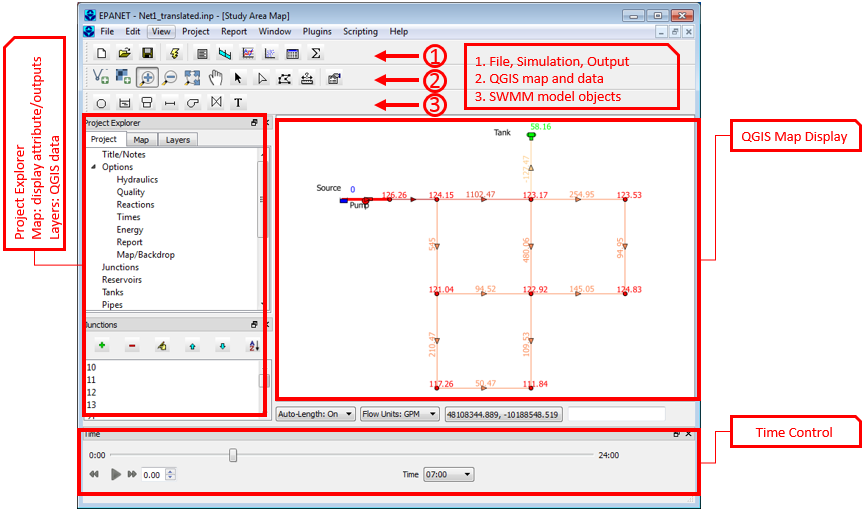 EPANET - Net1_translated.inp - [Study Area Map]
File Edit View Project Report Window Plugins Scripting Help
1
2
3
1. File, Simulation, Output
2. QGIS map and data
3. SWMM model objects
Project Explorer
Map: display attribute/outputs
Layers: QGIS data
Project Explorer
Project Map Layers
Title/Notes
Options
Hydraulics
Quality
Reactions
Times
Energy
Report
Map/Backdrop
Junctions
Reservoirs
Tanks
Pipes
Junctions
10
11
12
13
QGIS Map Display
Tank
58.16
Source 0
Pump
126.26 124.15 1102.47 123.17 254.95 123.53
545 480.06 94.95
121.04 94.52 122.92 145.05 124.83
210.47 109.53
117.26 50.47 111.84
Auto-Length: On Flow Units: GPM 48108344.889, -10188548.519
Time
0:00 24:00
0.00 Time 07:00
Time Control